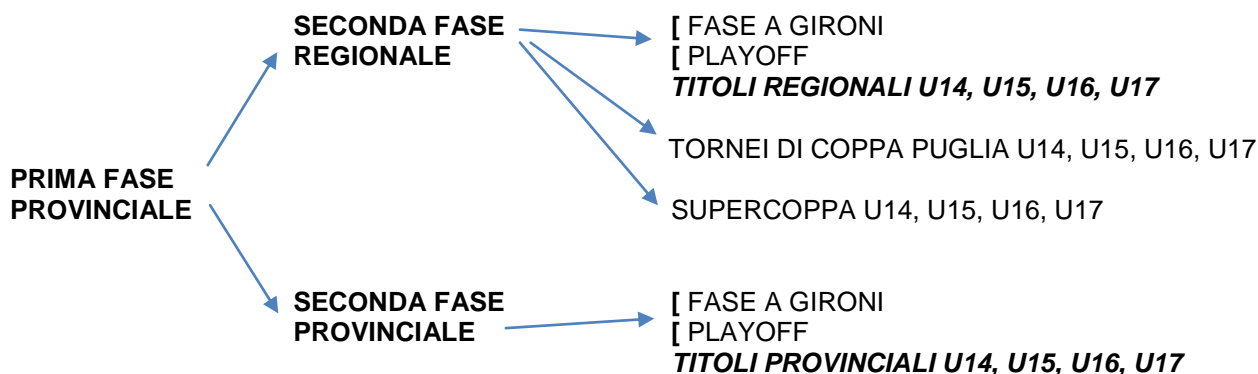 PRIMA FASE
PROVINCIALE
SECONDA FASE
REGIONALE
[ FASE A GIRONI
[ PLAYOFF
TITOLI REGIONALI U14, U15, U16, U17
TORNEI DI COPPA PUGLIA U14, U15, U16, U17
SUPERCOPPA U14, U15, U16, U17
SECONDA FASE
PROVINCIALE
[ FASE A GIRONI
[ PLAYOFF
TITOLI PROVINCIALI U14, U15, U16, U17